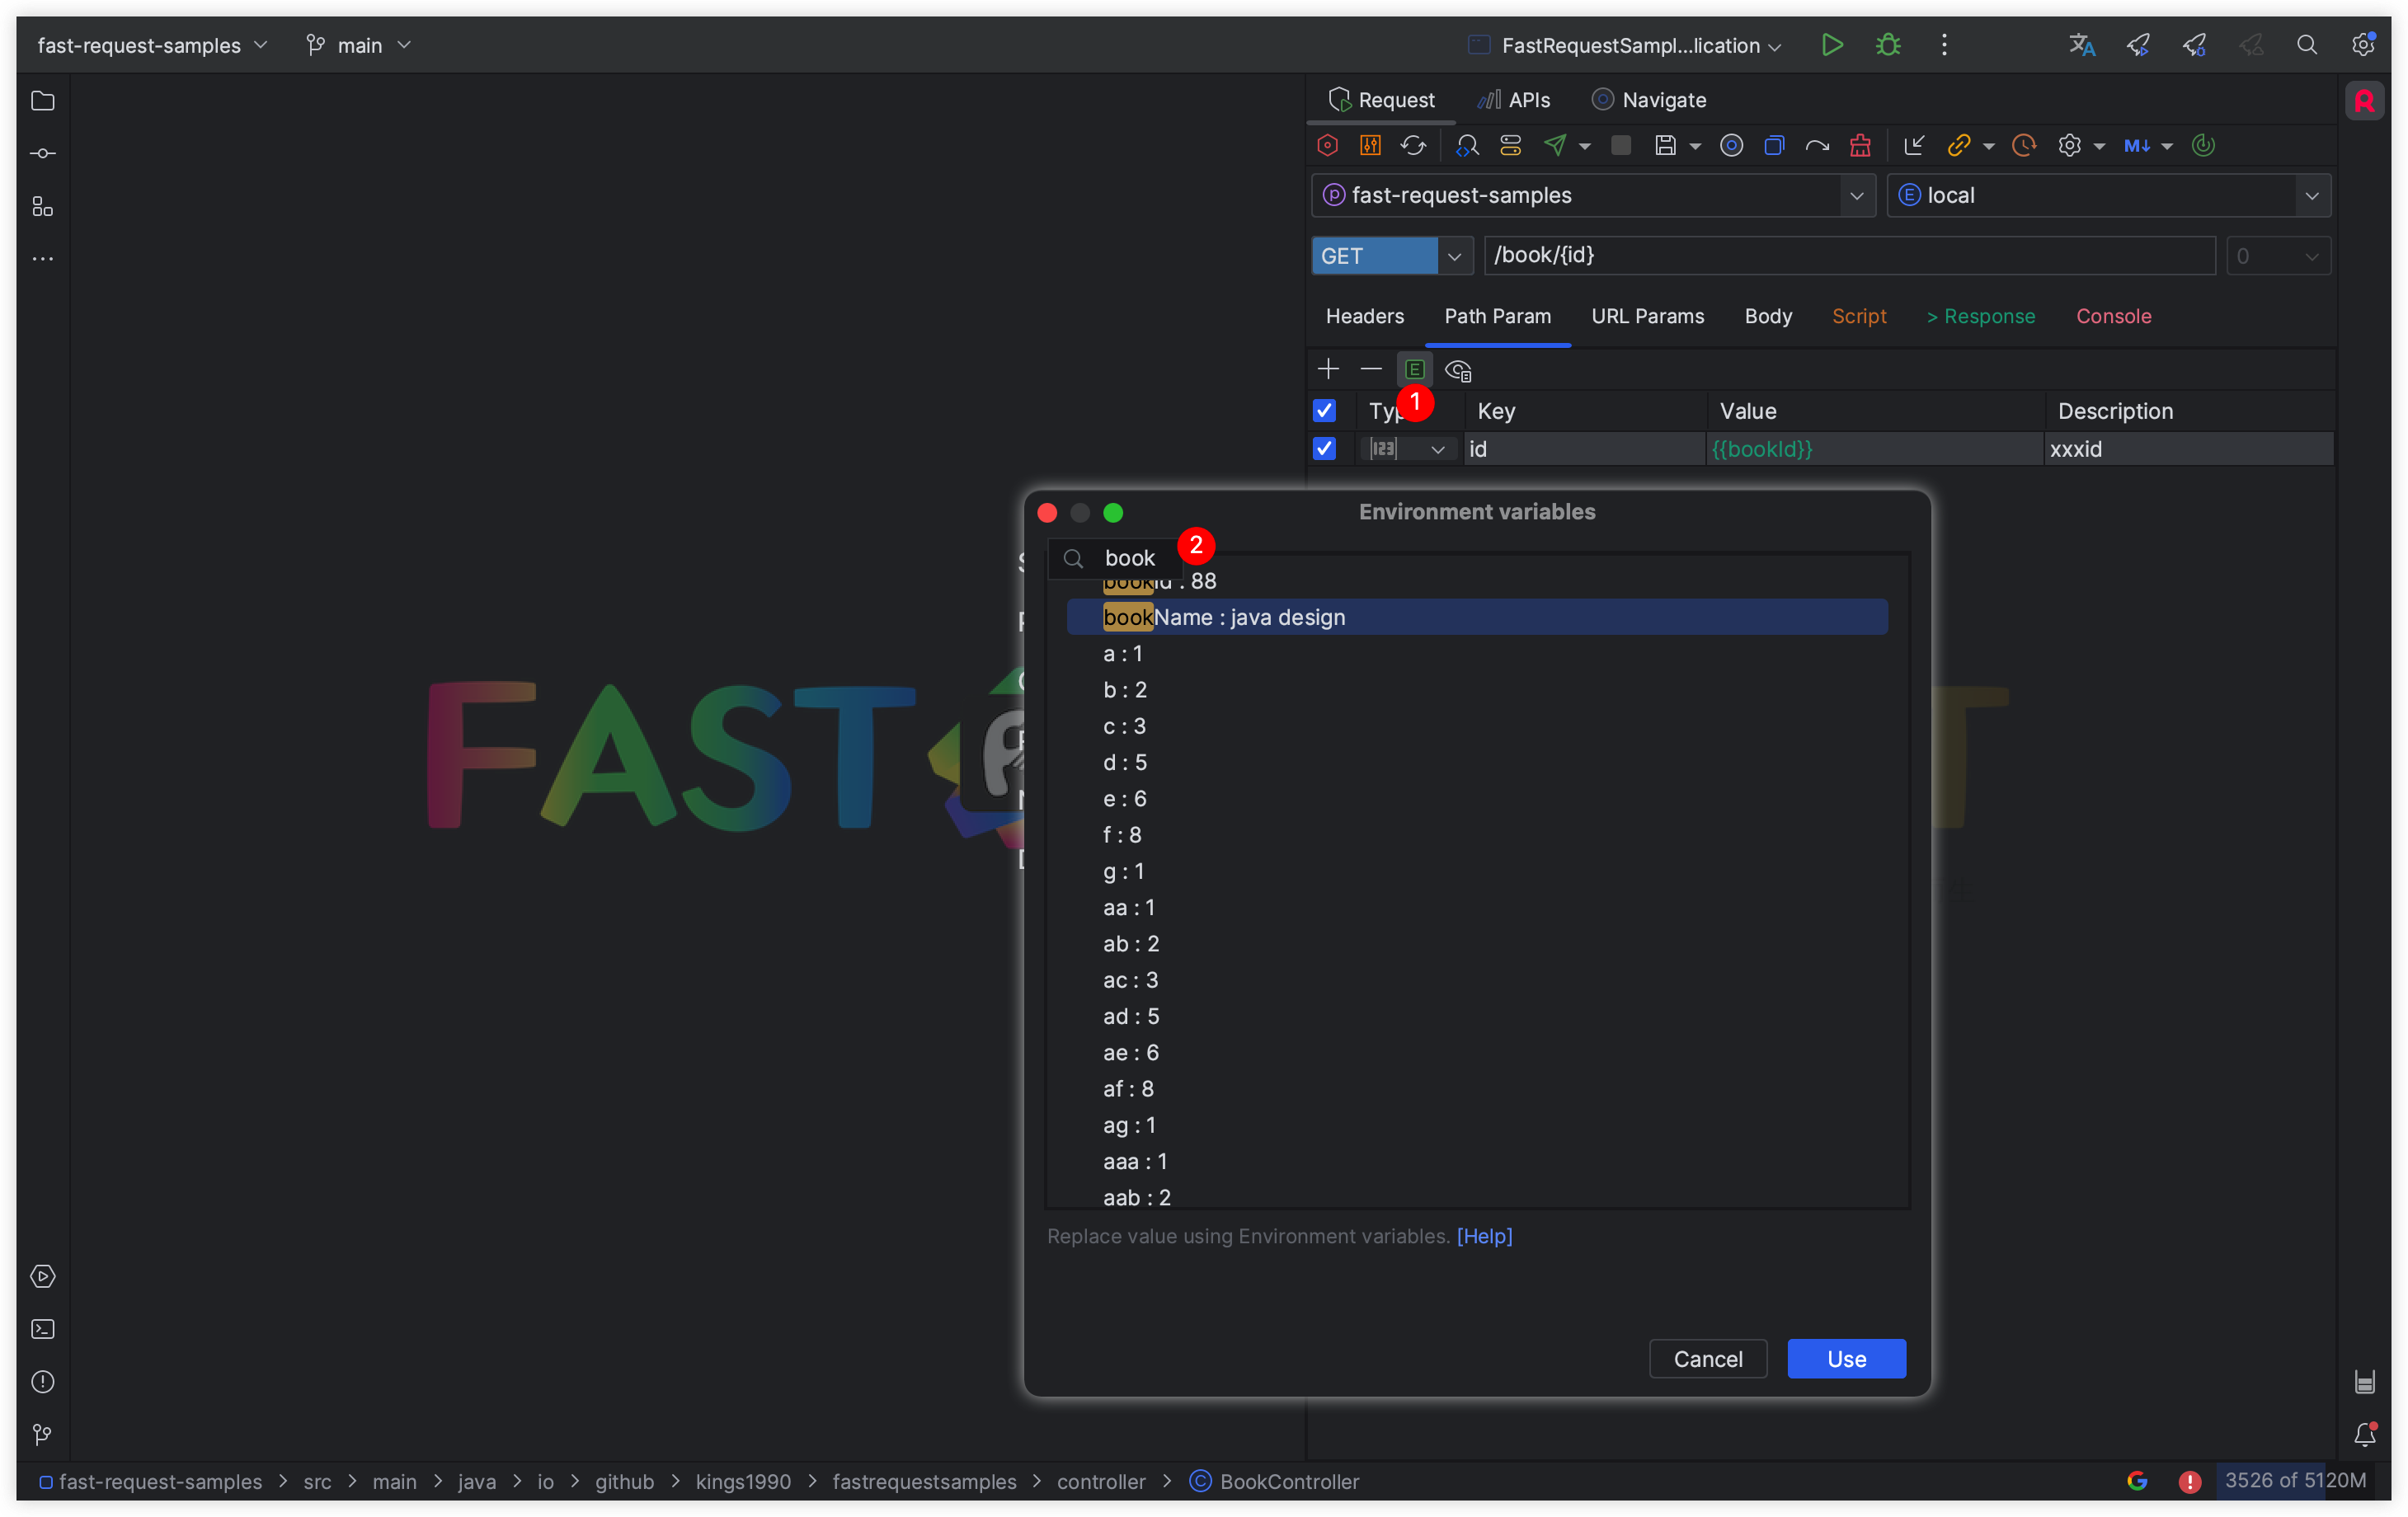 fast-request-samples
main
FastRequestSampl...lication
Request
APIs
Navigate
M↓
fast-request-samples
local
GET
/book/{id}
0
Headers
Path Param
URL Params
Body
Script
> Response
Console
E
1
Key
Value
Description
123
id
{{bookId}}
xxxid
Environment variables
book
2
bookId : 88
bookName : java design
a : 1
b : 2
c : 3
d : 5
e : 6
f : 8
g : 1
aa : 1
ab : 2
ac : 3
ad : 5
ae : 6
af : 8
ag : 1
aaa : 1
aab : 2
Replace value using Environment variables. [Help]
Cancel
Use
FAST
T
fast-request-samples > src > main > java > io > github > kings1990 > fastrequestsamples > controller > BookController
3526 of 5120M